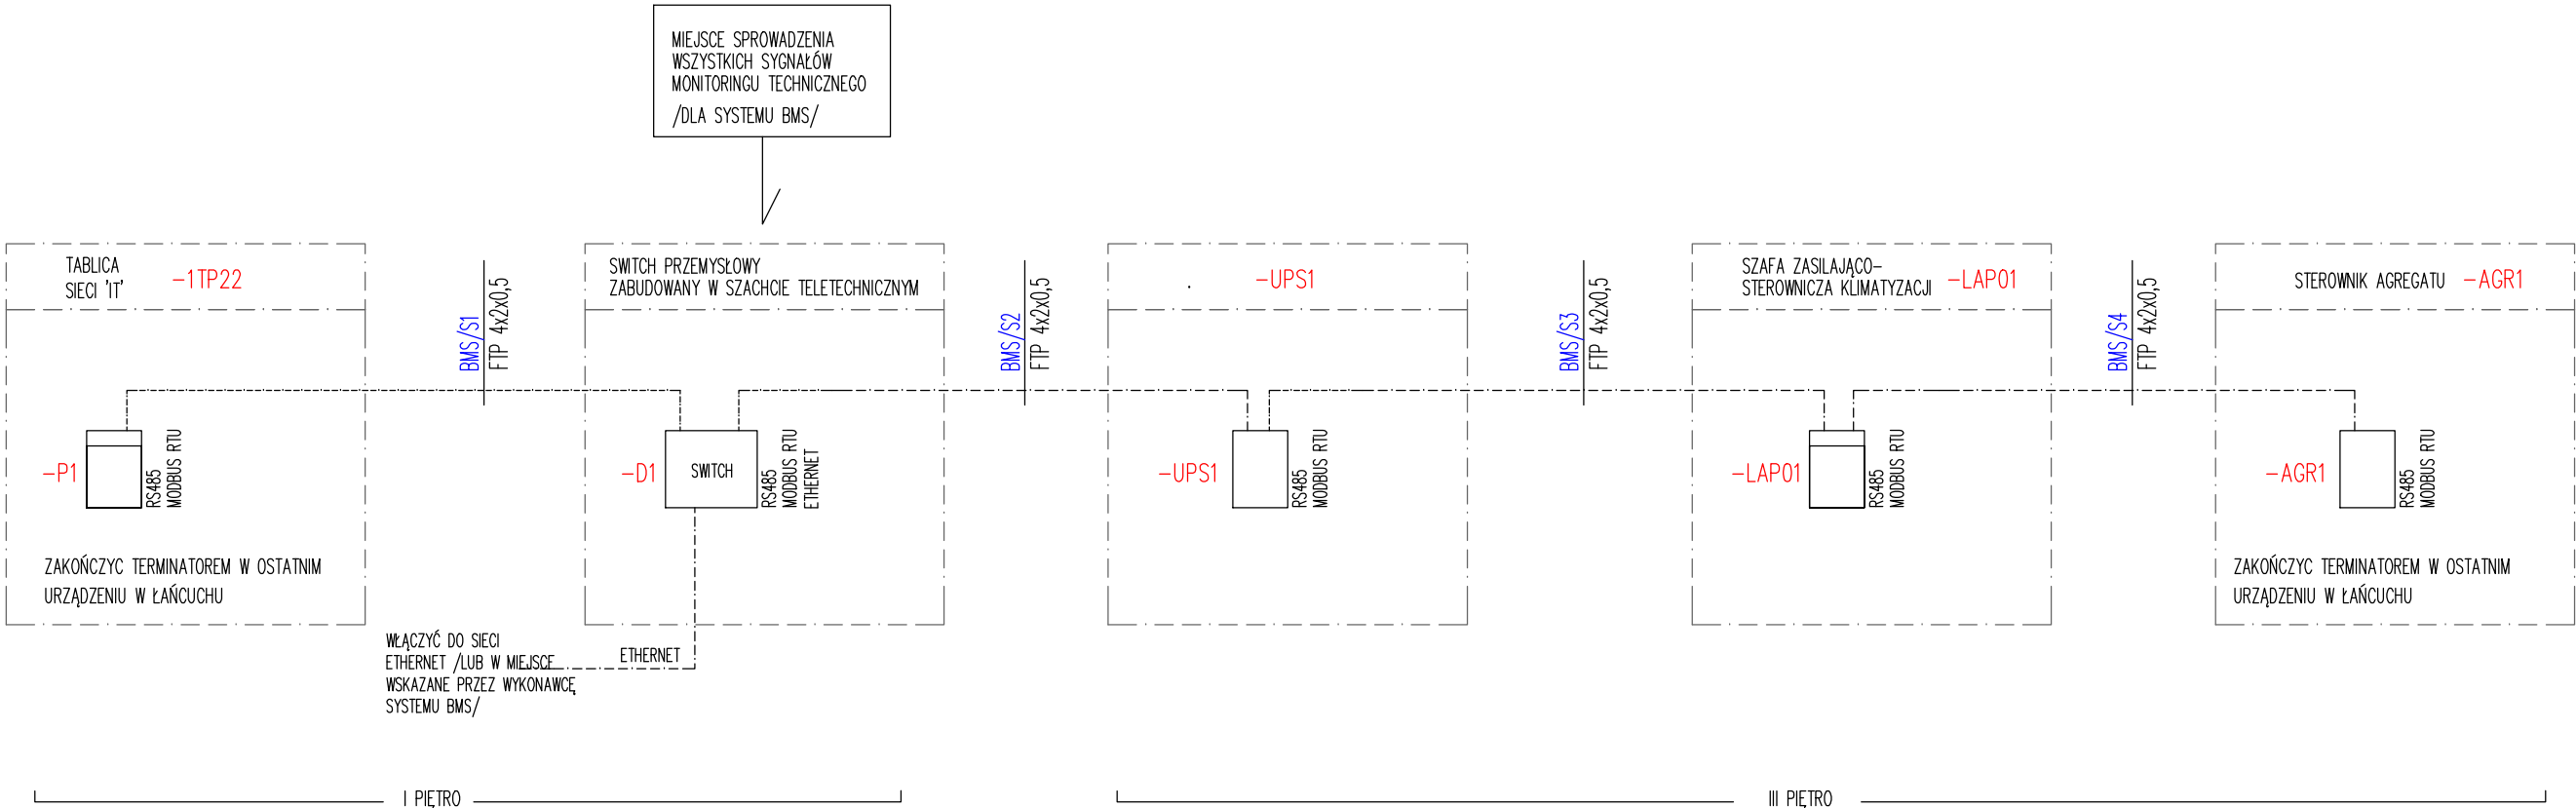 MIEJSCE SPROWADZENIA
WSZYSTKICH SYGNAŁÓW
MONITORINGU TECHNICZNEGO
/DLA SYSTEMU BMS/
TABLICA
SIECI 'IT'
-1TP22
BMS/S1
FTP 4x2x0,5
SWITCH PRZEMYSŁOWY
ZABUDOWANY W SZACHCIE TELETECHNICZNYM
BMS/S2
FTP 4x2x0,5
-UPS1
BMS/S3
FTP 4x2x0,5
SZAFA ZASILAJĄCO-
STEROWNICZA KLIMATYZACJI
-LAP01
BMS/S4
FTP 4x2x0,5
STEROWNIK AGREGATU
-AGR1
-P1
RS485
MODBUS RTU
-D1
SWITCH
RS485
MODBUS RTU
ETHERNET
-UPS1
RS485
MODBUS RTU
-LAP01
RS485
MODBUS RTU
-AGR1
RS485
MODBUS RTU
ZAKOŃCZYC TERMINATOREM W OSTATNIM
URZĄDZENIU W ŁAŃCUCHU
ZAKOŃCZYC TERMINATOREM W OSTATNIM
URZĄDZENIU W ŁAŃCUCHU
WŁĄCZYĆ DO SIECI
ETHERNET /LUB W MIEJSCE
WSKAZANE PRZEZ WYKONAWCĘ
SYSTEMU BMS/
ETHERNET
I PIĘTRO
III PIĘTRO